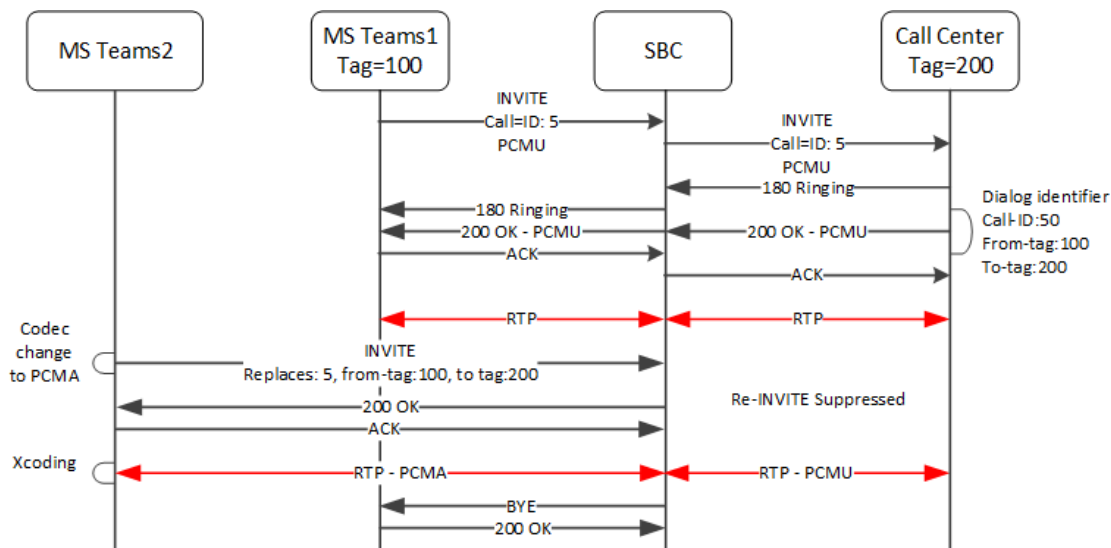 MS Teams2
MS Teams1
Tag=100
SBC
Call Center
Tag=200
INVITE
Call=ID: 5
PCMU
INVITE
Call=ID: 5
PCMU
180 Ringing
180 Ringing
200 OK - PCMU
200 OK - PCMU
ACK
ACK
Dialog identifier
Call-ID:50
From-tag:100
To-tag:200
RTP
RTP
Codec
change
to PCMA
INVITE
Replaces: 5, from-tag:100, to tag:200
200 OK
Re-INVITE Suppressed
ACK
Xcoding
RTP - PCMA
RTP - PCMU
BYE
200 OK